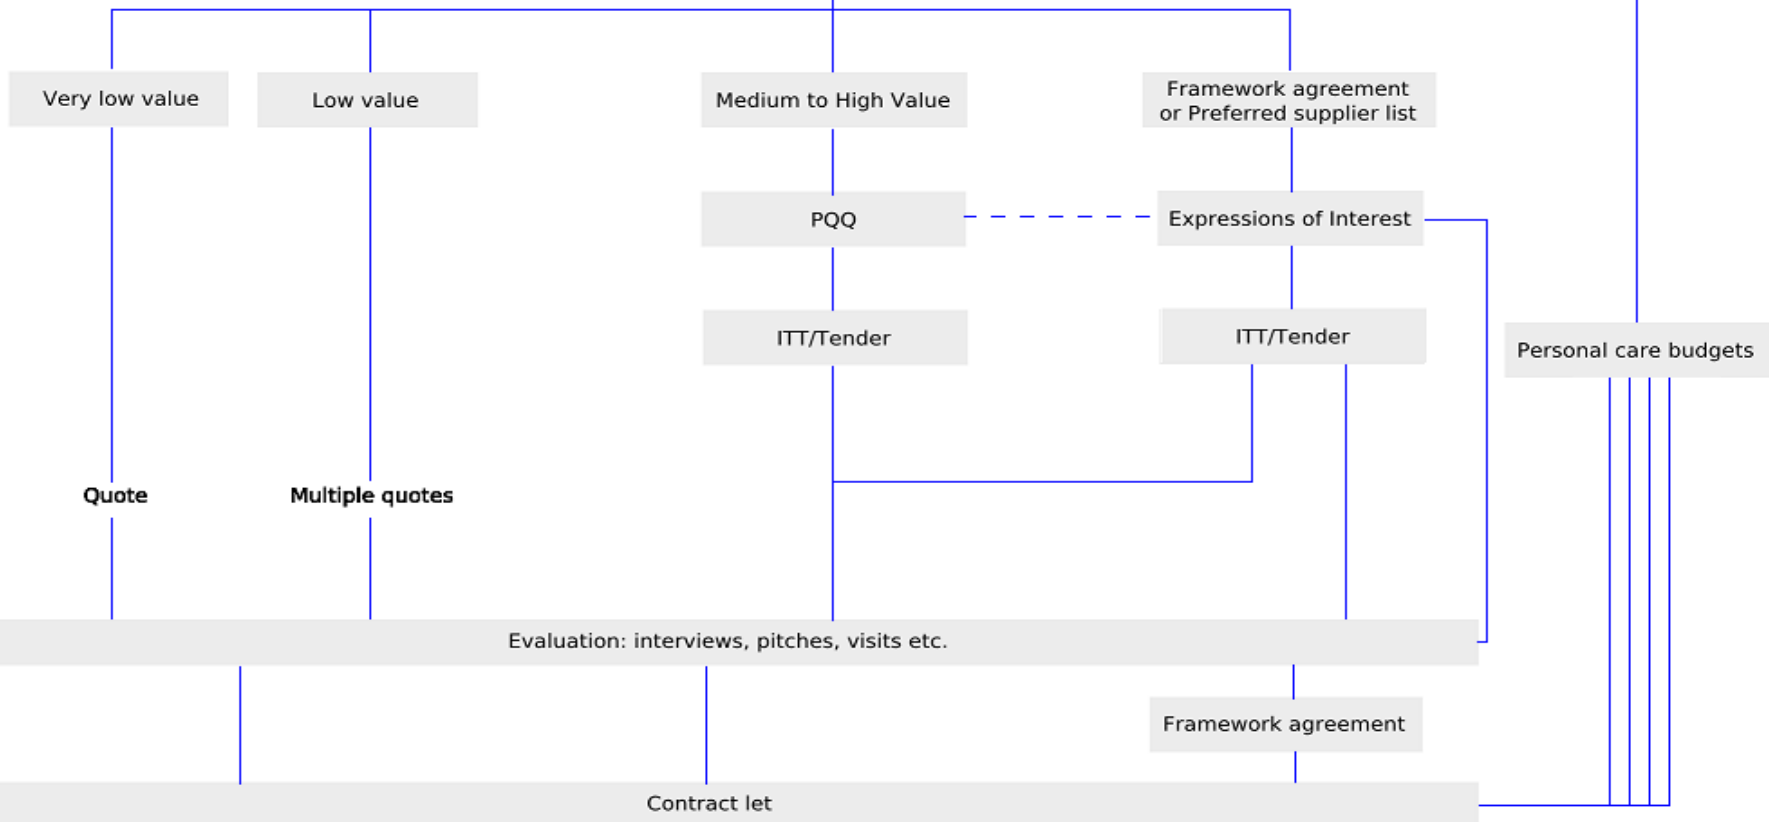 Very low value
Low value
Medium to High Value
Framework agreement
or Preferred supplier list
PQQ
Expressions of Interest
ITT/Tender
ITT/Tender
Personal care budgets
Quote
Multiple quotes
Evaluation: interviews, pitches, visits etc.
Framework agreement
Contract let